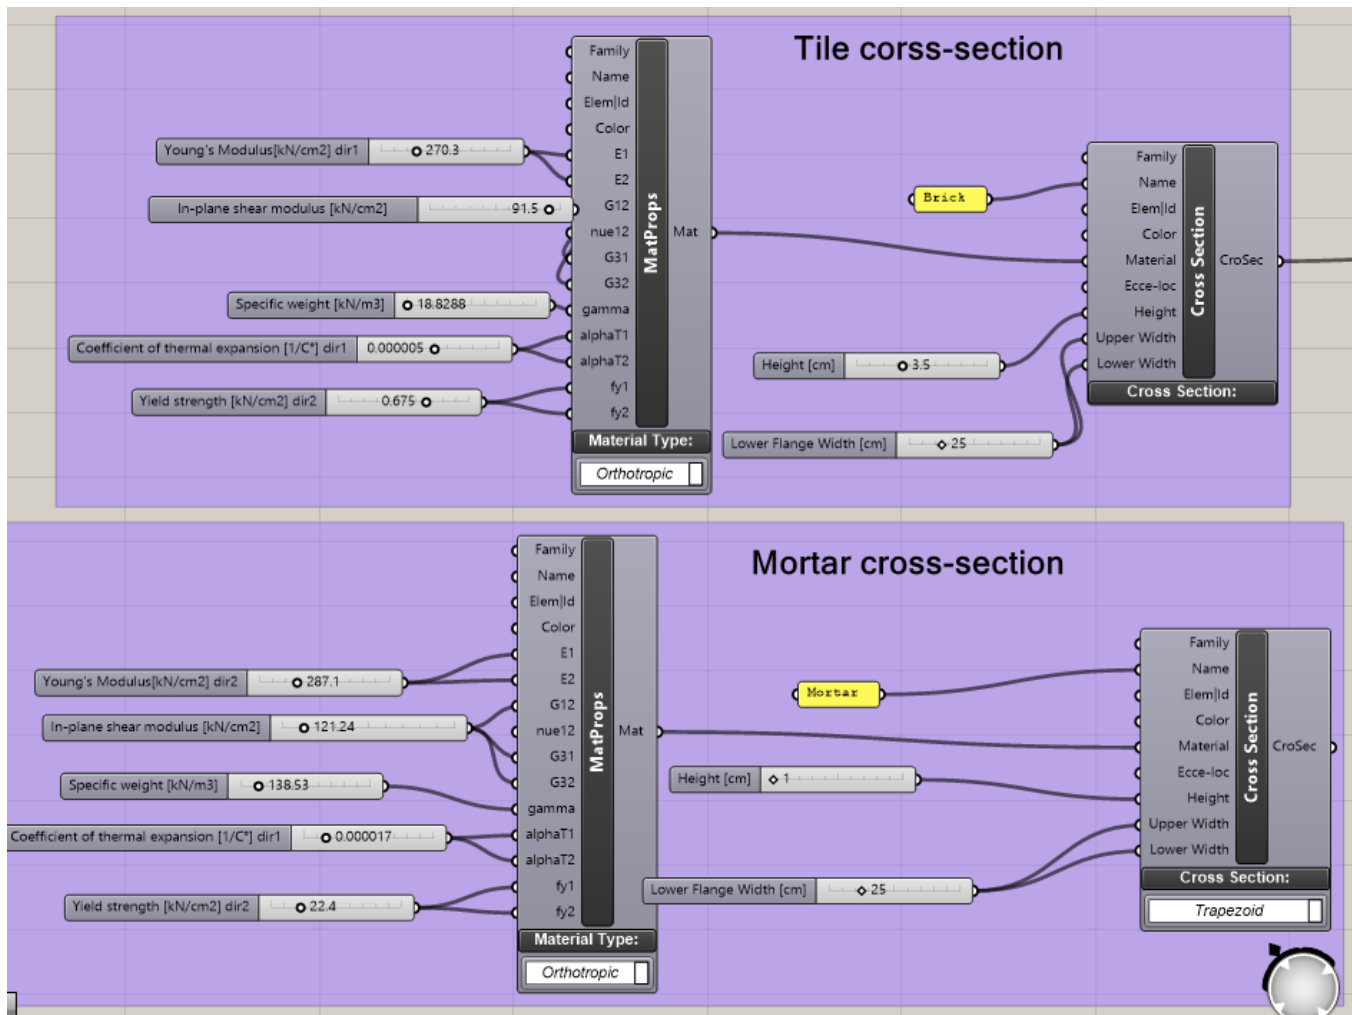 Tile corss-section
Family
Name
Elem|Id
Color
Young's Modulus[kN/cm2] dir1 270.3
E1
E2
In-plane shear modulus [kN/cm2] 91.5
G12
nue12
G31
G32
Specific weight [kN/m3] 18.8288
gamma
Coefficient of thermal expansion [1/C°] dir1 0.000005
alphaT1
alphaT2
Yield strength [kN/cm2] dir2 0.675
fy1
fy2
MatProps
Mat
Material Type:
Orthotropic
Brick
Height [cm] 3.5
Lower Flange Width [cm] 25
Family
Name
Elem|Id
Color
Material
Ecce-loc
Height
Upper Width
Lower Width
Cross Section
CroSec
Cross Section:
Mortar cross-section
Family
Name
Elem|Id
Color
Young's Modulus[kN/cm2] dir2 287.1
E1
E2
In-plane shear modulus [kN/cm2] 121.24
G12
nue12
G31
G32
Specific weight [kN/m3] 138.53
gamma
Coefficient of thermal expansion [1/C°] dir1 0.000017
alphaT1
alphaT2
Yield strength [kN/cm2] dir2 22.4
fy1
fy2
MatProps
Mat
Material Type:
Orthotropic
Mortar
Height [cm] 1
Lower Flange Width [cm] 25
Family
Name
Elem|Id
Color
Material
Ecce-loc
Height
Upper Width
Lower Width
Cross Section
CroSec
Cross Section:
Trapezoid